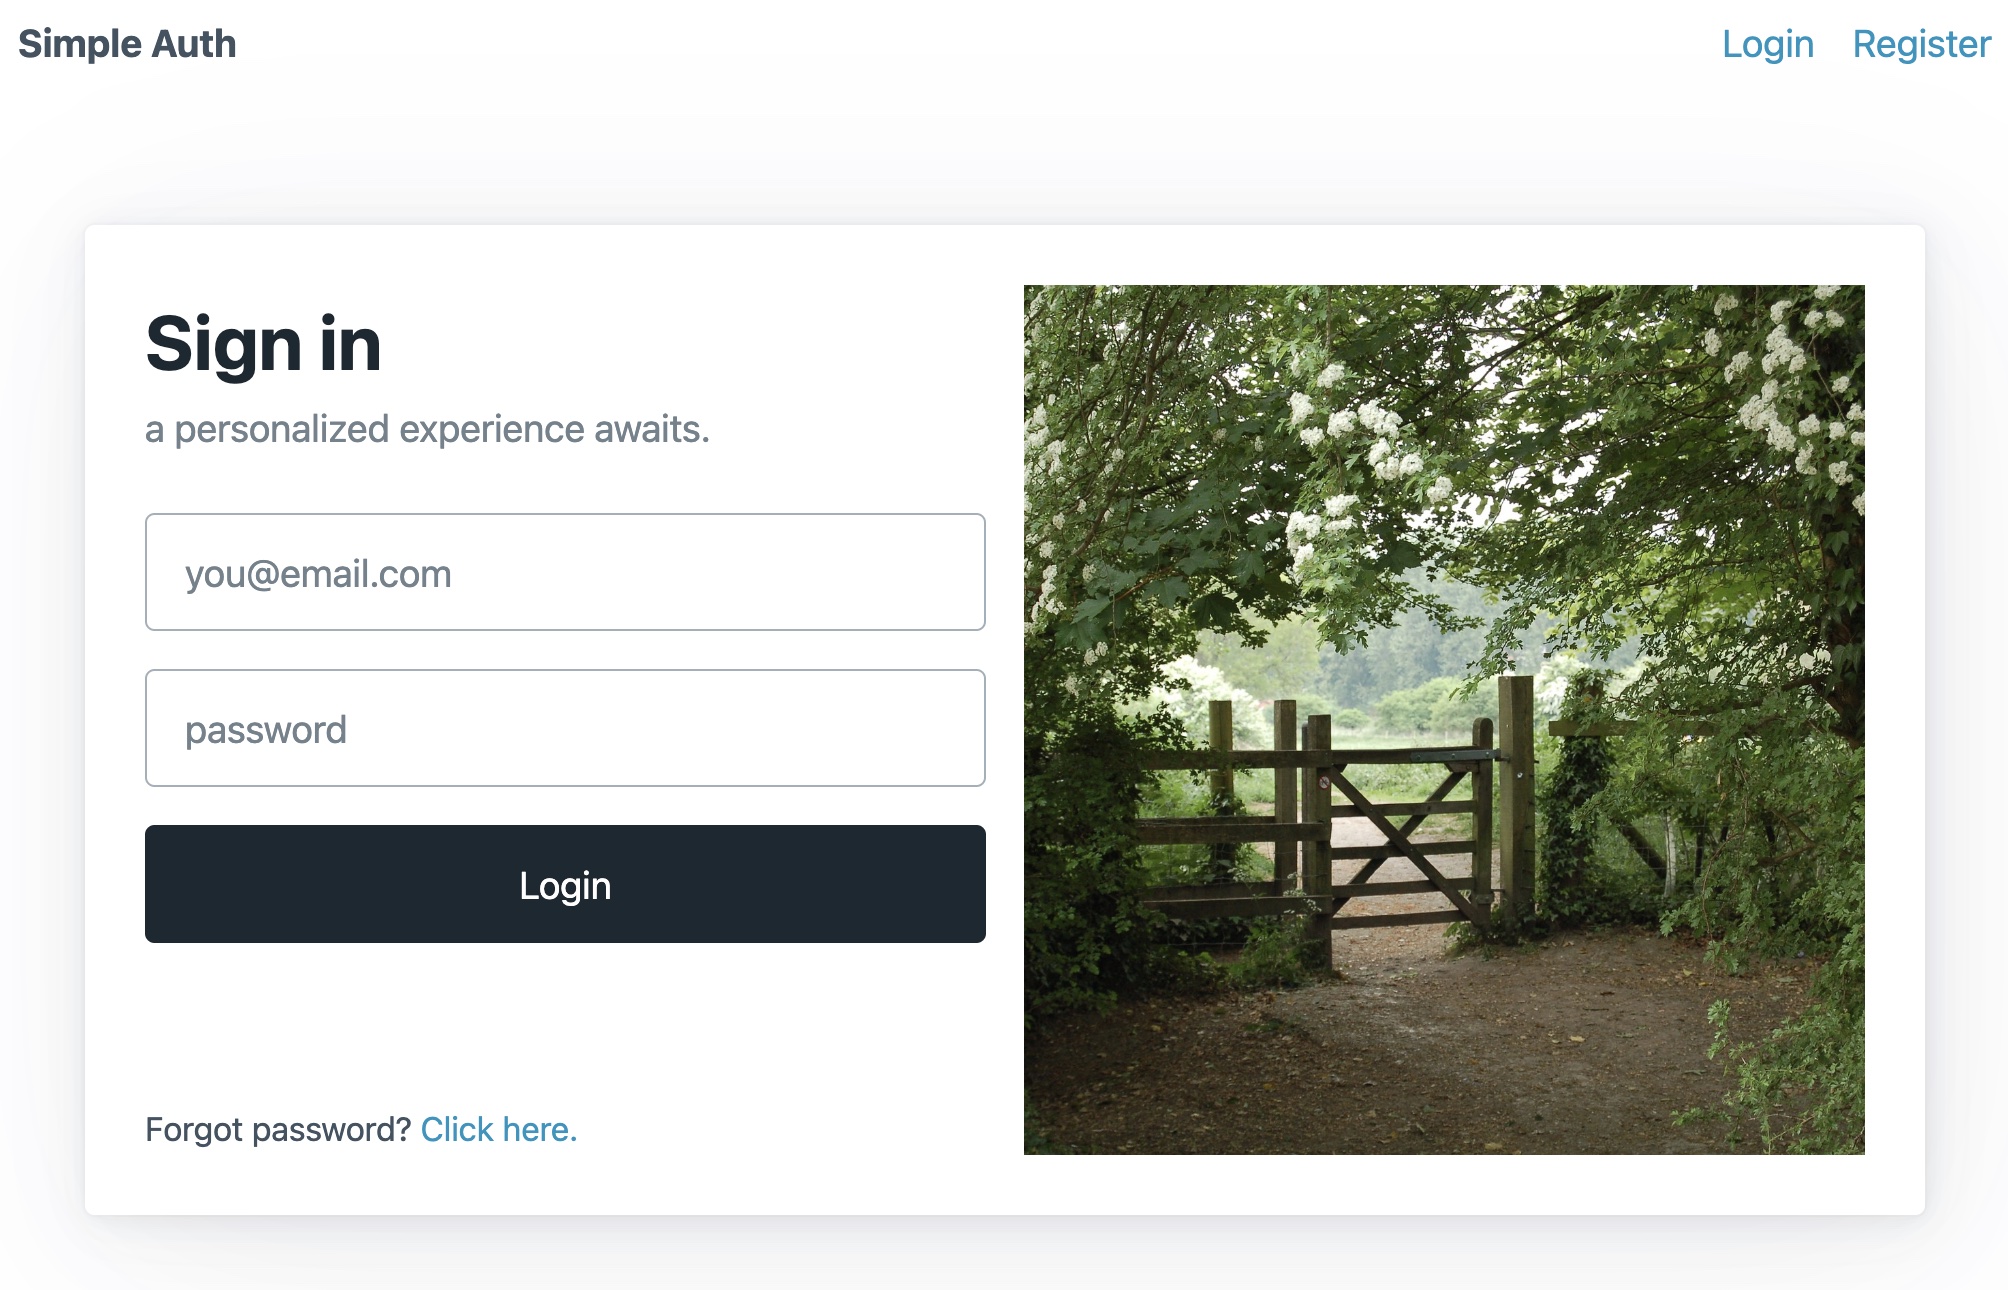 Simple Auth
Login Register
Sign in
a personalized experience awaits.
you@email.com
password
Login
Forgot password? Click here.